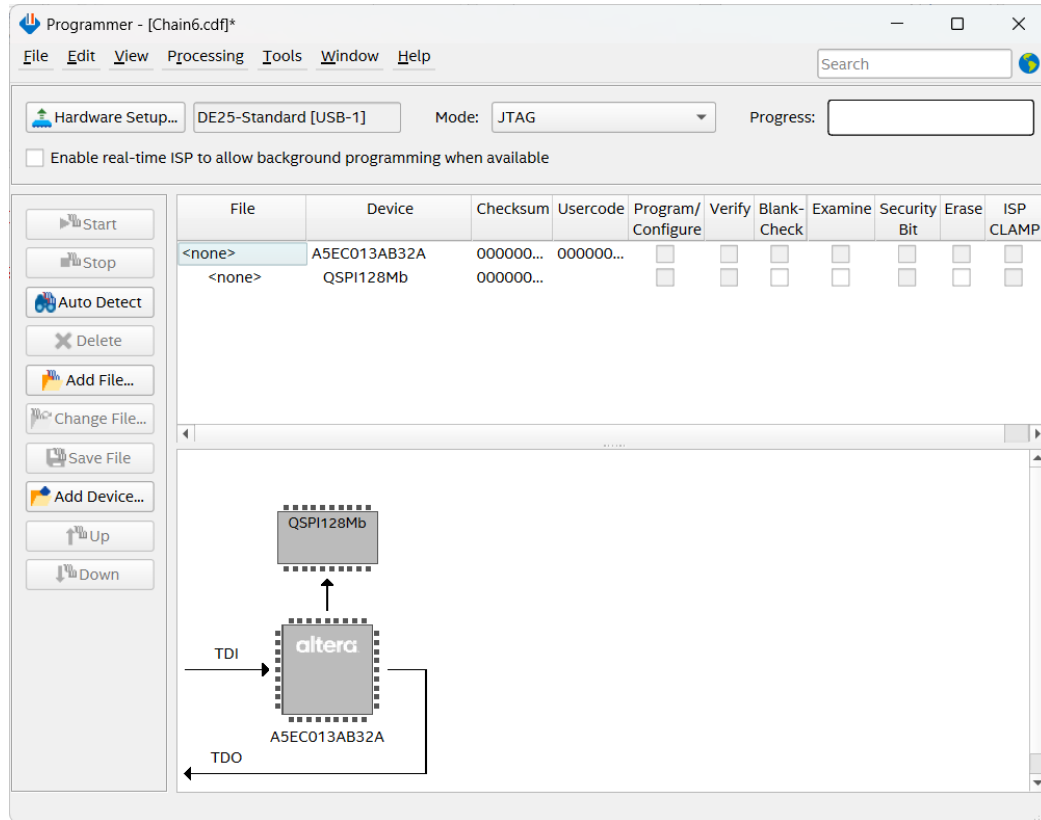 Programmer - [Chain6.cdf]*
File Edit View Processing Tools Window Help
Search
Hardware Setup... DE25-Standard [USB-1] Mode: JTAG Progress:
Enable real-time ISP to allow background programming when available
Start
Stop
Auto Detect
Delete
Add File...
Change File...
Save File
Add Device...
Up
Down
File Device Checksum Usercode Program/ Verify Blank- Examine Security Erase ISP
Configure Check Bit CLAMP
<none> A5EC013AB32A 000000... 000000...
<none> QSPI128Mb 000000...
QSPI128Mb
altera
TDI
A5EC013AB32A
TDO